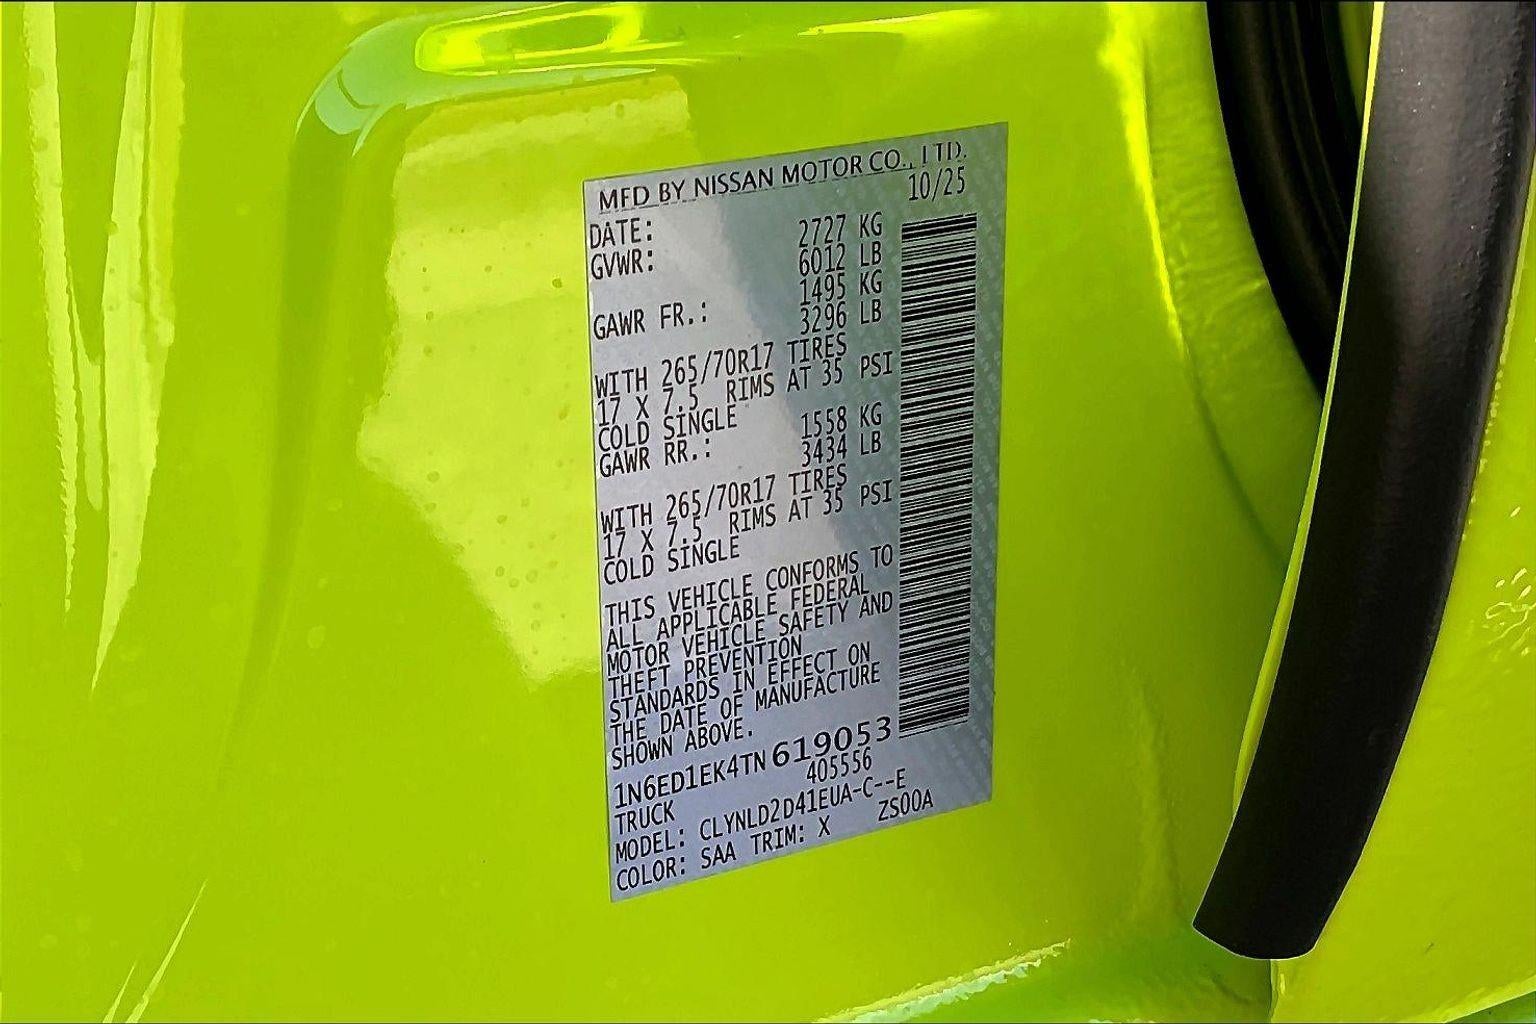 MFD BY NISSAN MOTOR CO., LTD.
DATE: 10/25
GVWR: 2727 KG
6012 LB
GAWR FR.: 1495 KG
3296 LB
WITH 265/70R17 TIRES
17 X 7.5 RIMS AT 35 PSI
COLD SINGLE
GAWR RR.: 1558 KG
3434 LB
WITH 265/70R17 TIRES
17 X 7.5 RIMS AT 35 PSI
COLD SINGLE
THIS VEHICLE CONFORMS TO
ALL APPLICABLE FEDERAL
MOTOR VEHICLE SAFETY AND
THEFT PREVENTION
STANDARDS IN EFFECT ON
THE DATE OF MANUFACTURE
SHOWN ABOVE.
1N6ED1EK4TN619053
TRUCK 405556
MODEL: CLYNLD2D41EUA-C--E
COLOR: SAA TRIM: X ZS00A